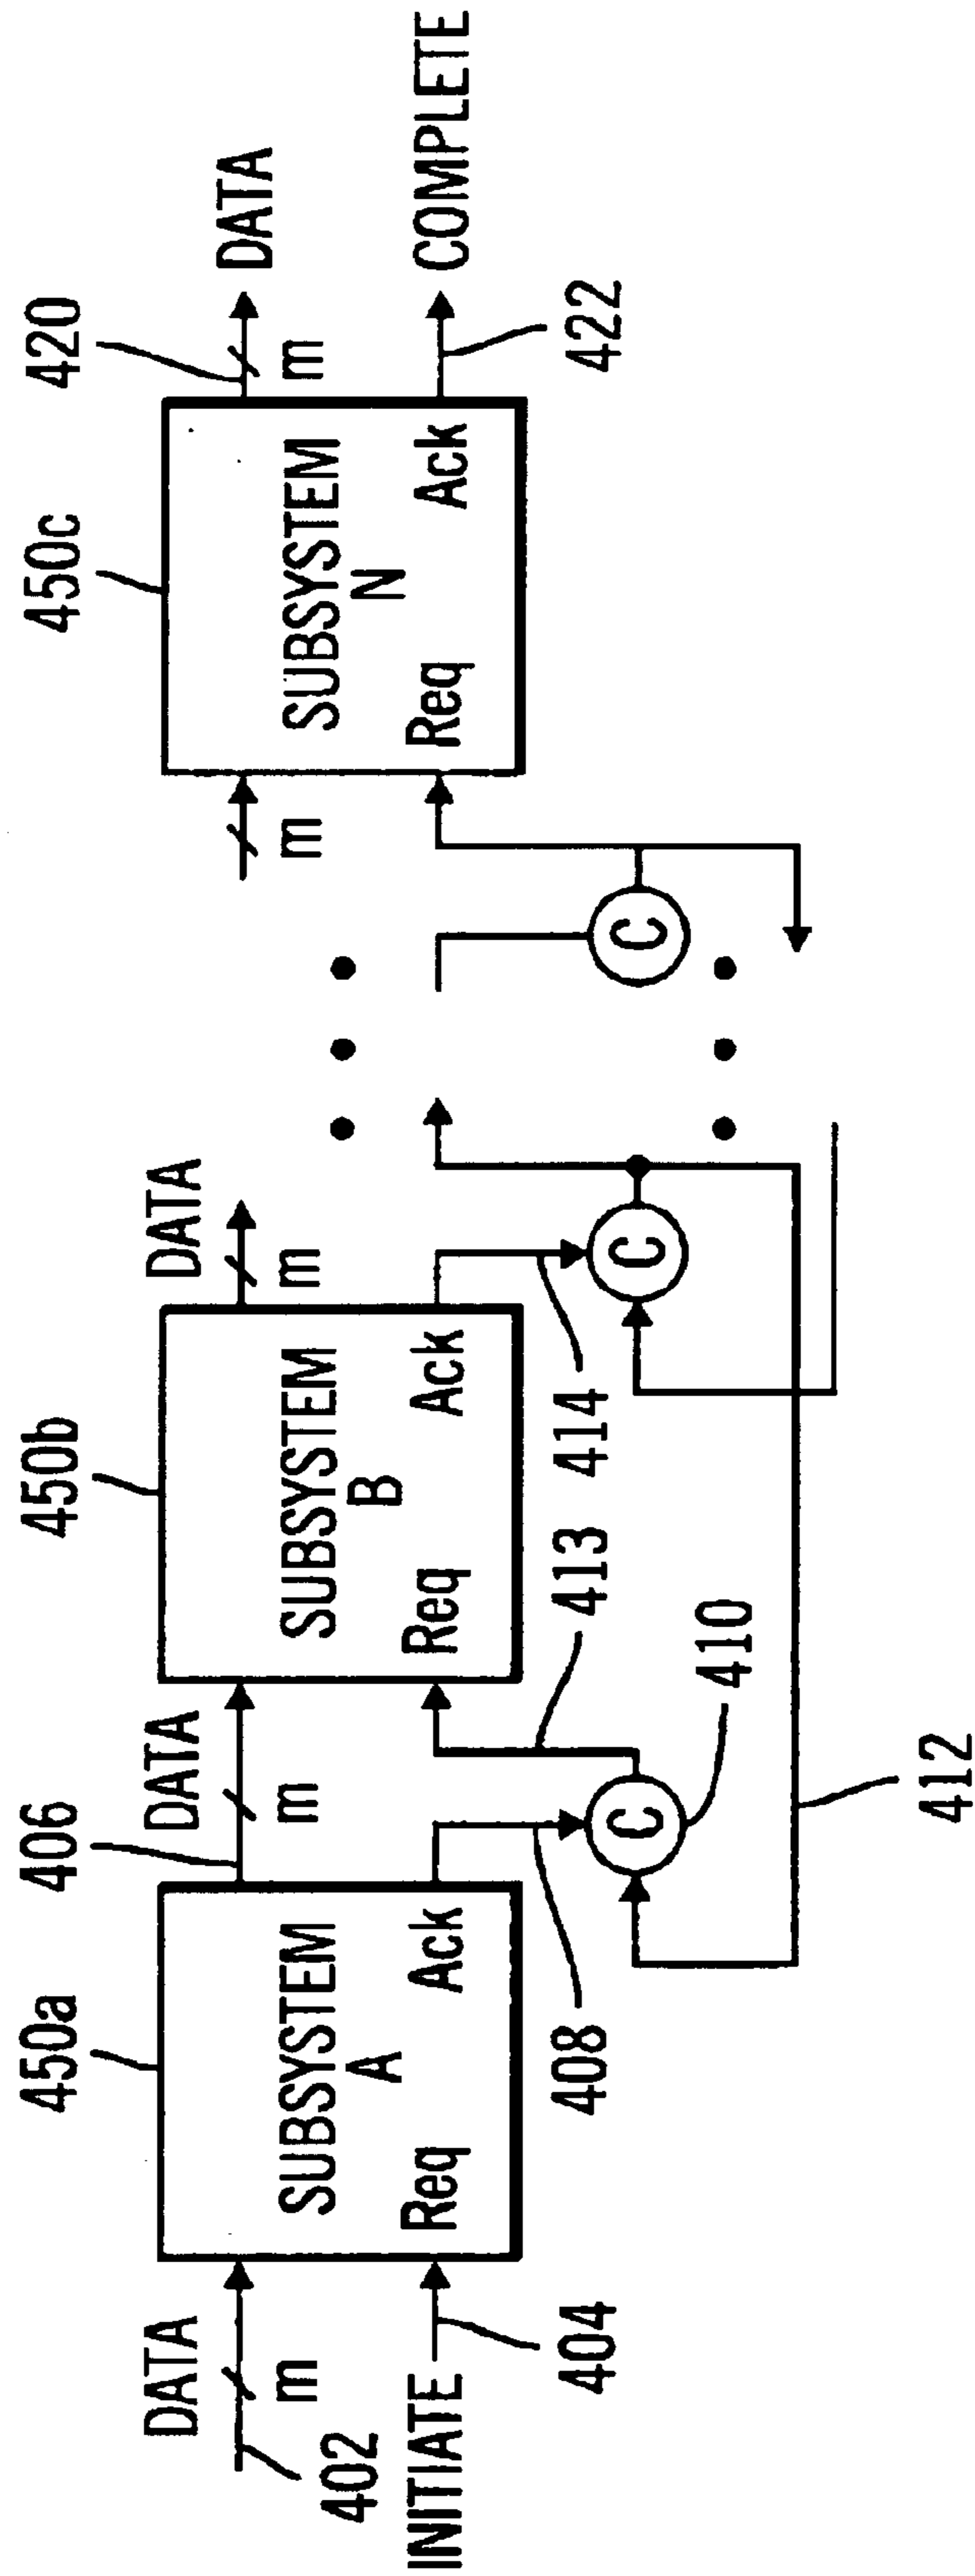 450a
450b
450c
402
DATA
m
INITIATE
404
SUBSYSTEM
A
Req
Ack
406
DATA
m
408
C
410
412
413
SUBSYSTEM
B
Req
Ack
DATA
m
414
C
C
m
SUBSYSTEM
N
Req
Ack
420
m
DATA
COMPLETE
422